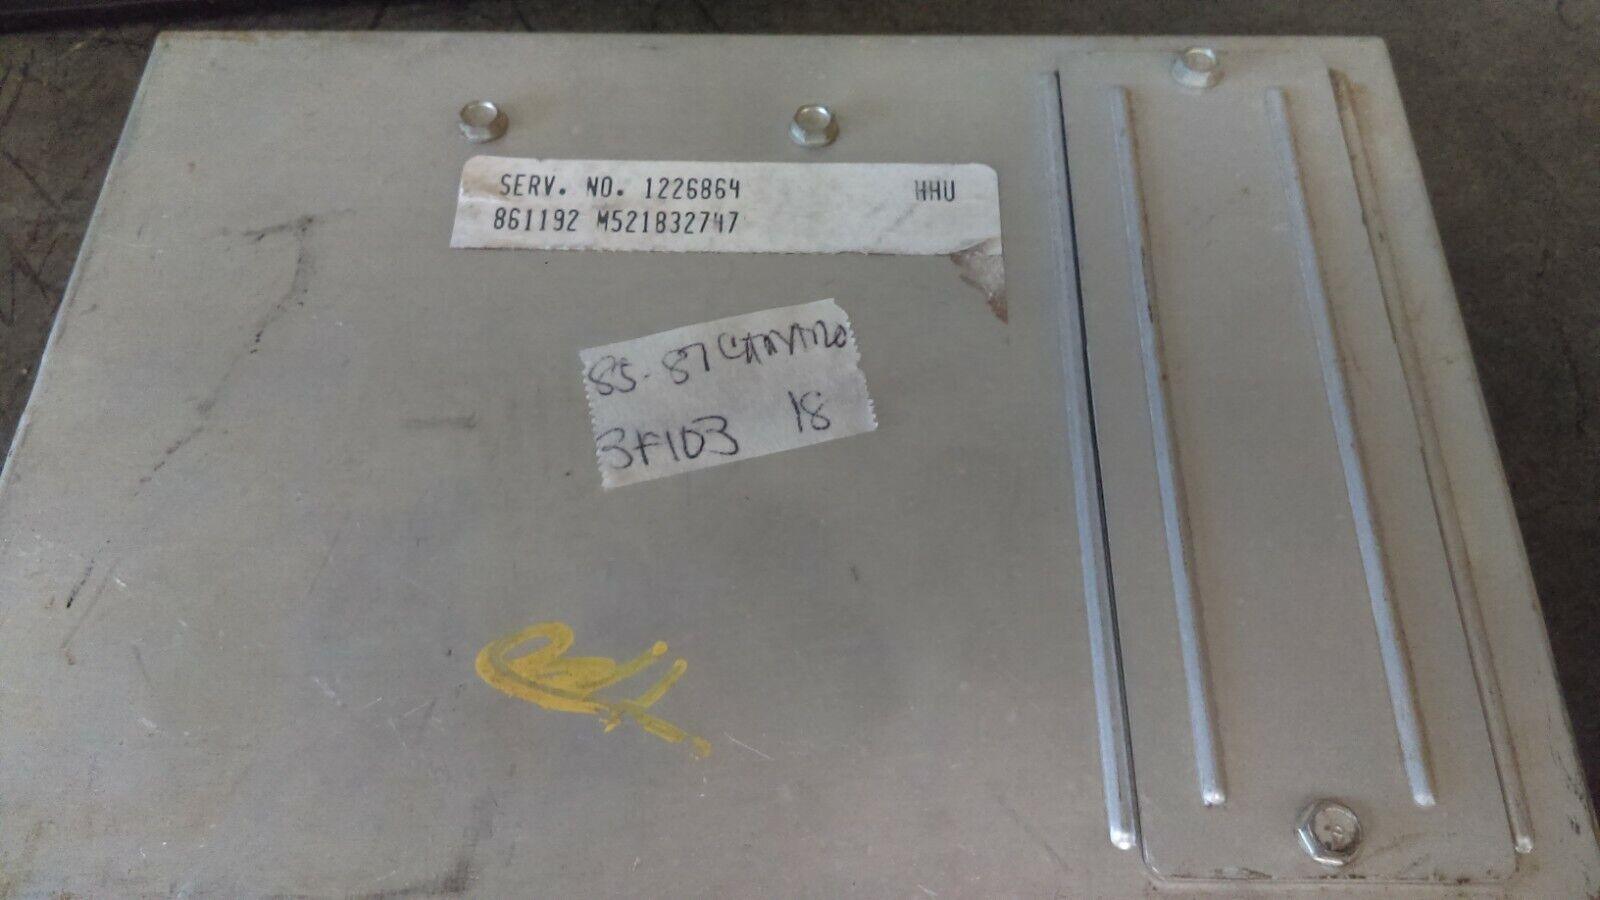 SERV. NO. 1226864 HHU
861192 M521832747
85-87 CAMARO
3F103 18